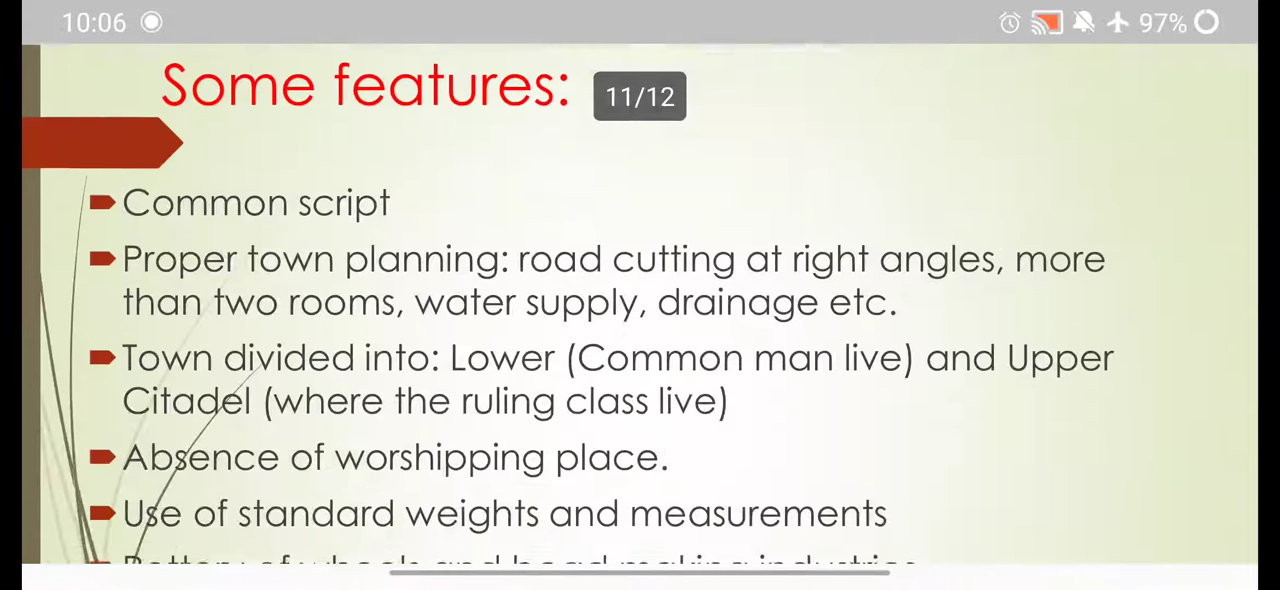 10:06 97%
Some features: 11/12
Common script
Proper town planning: road cutting at right angles, more
than two rooms, water supply, drainage etc.
Town divided into: Lower (Common man live) and Upper
Citadel (where the ruling class live)
Absence of worshipping place.
Use of standard weights and measurements